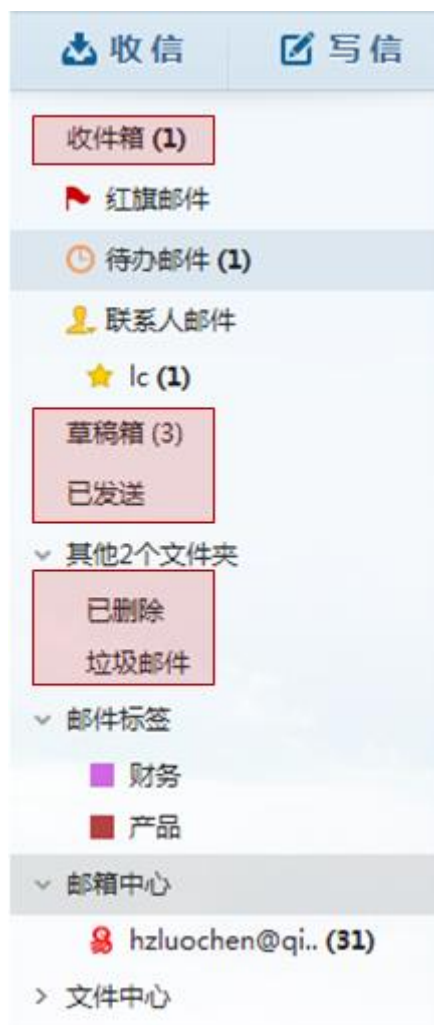 收信 写信
收件箱 (1)
红旗邮件
待办邮件 (1)
联系人邮件
lc (1)
草稿箱 (3)
已发送
其他2个文件夹
已删除
垃圾邮件
邮件标签
财务
产品
邮箱中心
hzluochen@qi.. (31)
文件中心